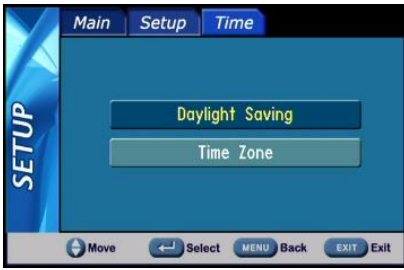 Main Setup Time
SETUP
Daylight Saving
Time Zone
Move Select MENU Back EXIT Exit